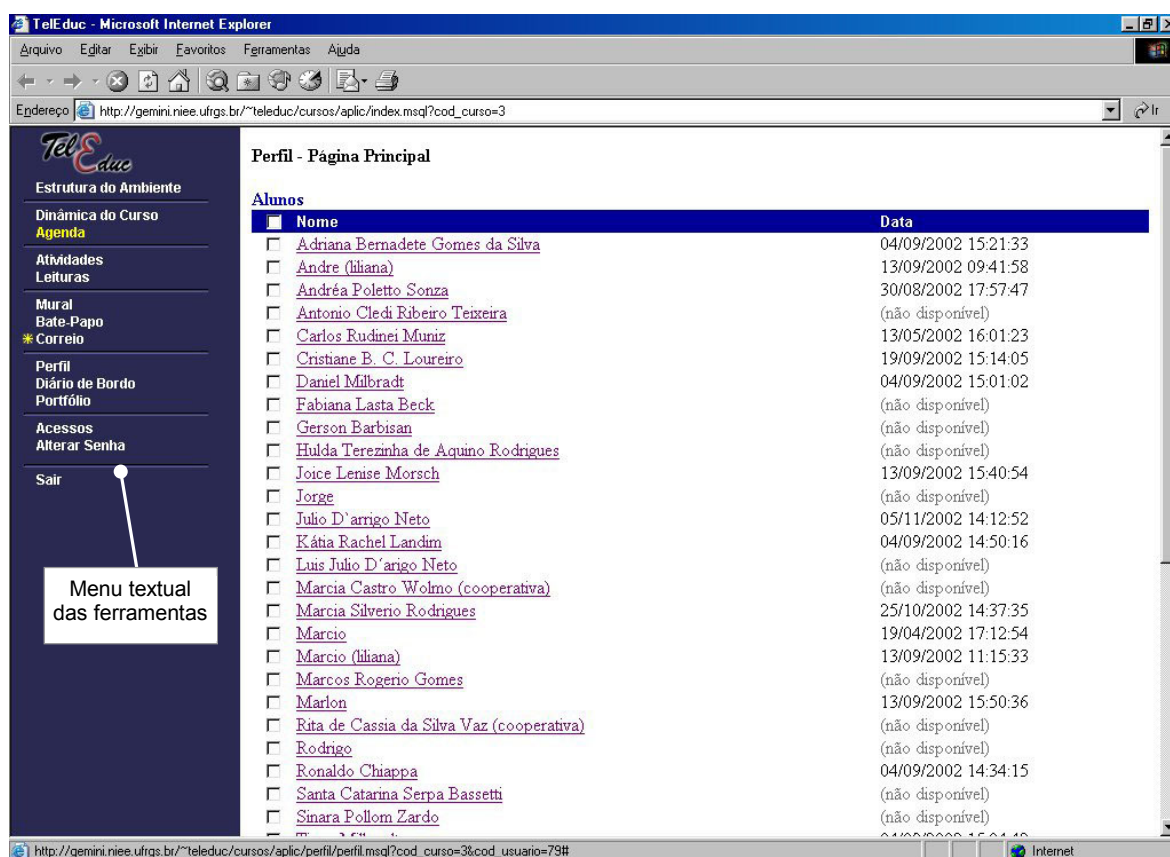 TelEduc - Microsoft Internet Explorer
Arquivo Editar Exibir Favoritos Ferramentas Ajuda
Endereço http://gemini.niee.ufrgs.br/~teleduc/cursos/aplic/index.msql?cod_curso=3 Ir
TelEduc
Estrutura do Ambiente
Dinâmica do Curso
Agenda
Atividades
Leituras
Mural
Bate-Papo
Correio
Perfil
Diário de Bordo
Portfólio
Acessos
Alterar Senha
Sair
Menu textual
das ferramentas
Perfil - Página Principal
Alunos
Nome Data
Adriana Bernadete Gomes da Silva 04/09/2002 15:21:33
Andre (liliana) 13/09/2002 09:41:58
Andréa Poletto Sonza 30/08/2002 17:57:47
Antonio Cledi Ribeiro Teixeira (não disponível)
Carlos Rudinei Muniz 13/05/2002 16:01:23
Cristiane B. C. Loureiro 19/09/2002 15:14:05
Daniel Milbradt 04/09/2002 15:01:02
Fabiana Lasta Beck (não disponível)
Gerson Barbisan (não disponível)
Hulda Terezinha de Aquino Rodrigues (não disponível)
Joice Lenise Morsch 13/09/2002 15:40:54
Jorge (não disponível)
Julio D`arrigo Neto 05/11/2002 14:12:52
Kátia Rachel Landim 04/09/2002 14:50:16
Luis Julio D´arigo Neto (não disponível)
Marcia Castro Wolmo (cooperativa) (não disponível)
Marcia Silverio Rodrigues 25/10/2002 14:37:35
Marcio 19/04/2002 17:12:54
Marcio (liliana) 13/09/2002 11:15:33
Marcos Rogerio Gomes (não disponível)
Marlon 13/09/2002 15:50:36
Rita de Cassia da Silva Vaz (cooperativa) (não disponível)
Rodrigo (não disponível)
Ronaldo Chiappa 04/09/2002 14:34:15
Santa Catarina Serpa Bassetti (não disponível)
Sinara Pollom Zardo (não disponível)
http://gemini.niee.ufrgs.br/~teleduc/cursos/aplic/perfil/perfil.msql?cod_curso=3&cod_usuario=79# Internet